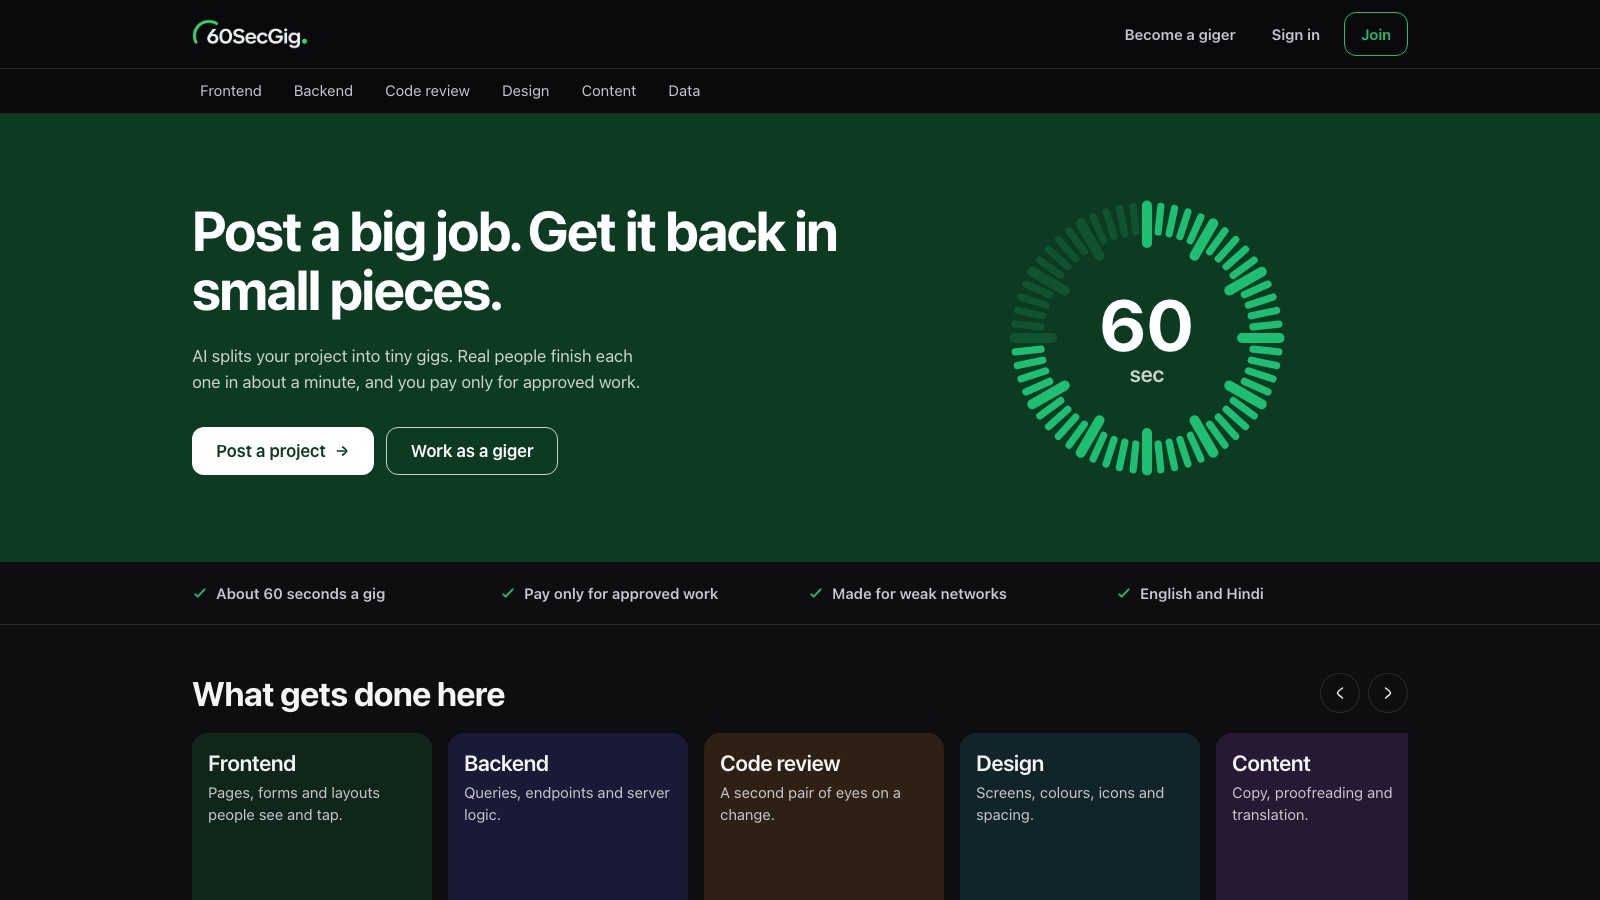 60SecGig.
Become a giger
Sign in
Join
Frontend
Backend
Code review
Design
Content
Data
Post a big job. Get it back in
small pieces.
AI splits your project into tiny gigs. Real people finish each
one in about a minute, and you pay only for approved work.
Post a project →
Work as a giger
60
sec
About 60 seconds a gig
Pay only for approved work
Made for weak networks
English and Hindi
What gets done here
Frontend
Pages, forms and layouts
people see and tap.
Backend
Queries, endpoints and server
logic.
Code review
A second pair of eyes on a
change.
Design
Screens, colours, icons and
spacing.
Content
Copy, proofreading and
translation.